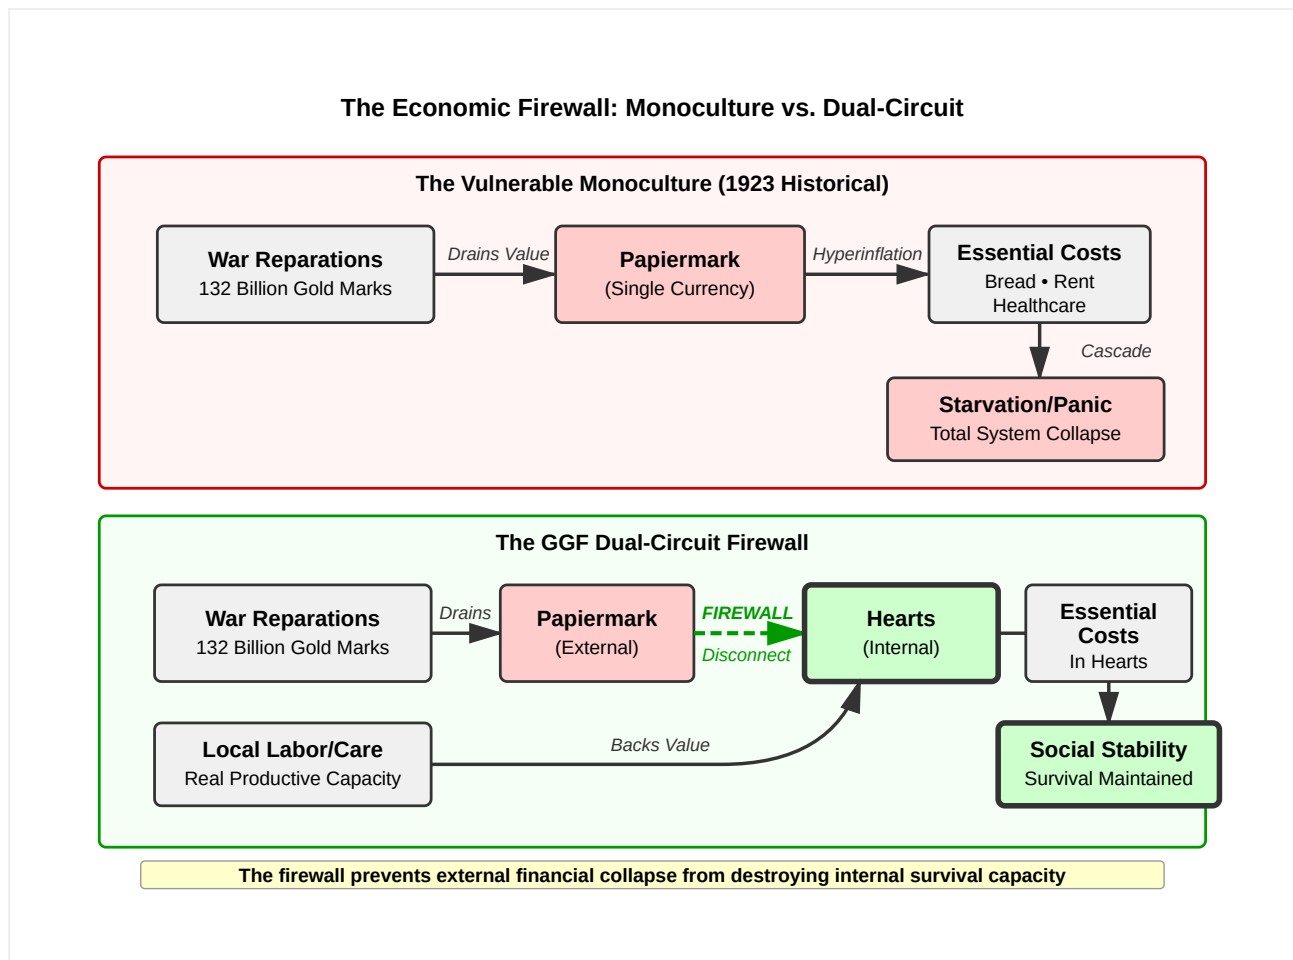 The Economic Firewall: Monoculture vs. Dual-Circuit
The Vulnerable Monoculture (1923 Historical)
War Reparations
132 Billion Gold Marks
Drains Value
Papiermark
(Single Currency)
Hyperinflation
Essential Costs
Bread • Rent
Healthcare
Cascade
Starvation/Panic
Total System Collapse
The GGF Dual-Circuit Firewall
War Reparations
132 Billion Gold Marks
Drains
Papiermark
(External)
FIREWALL
Disconnect
Hearts
(Internal)
Essential
Costs
In Hearts
Local Labor/Care
Real Productive Capacity
Backs Value
Social Stability
Survival Maintained
The firewall prevents external financial collapse from destroying internal survival capacity